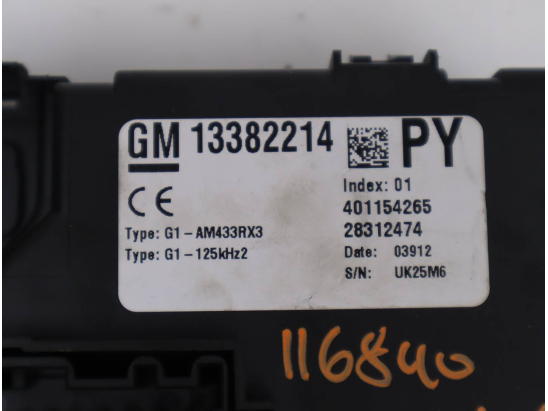 GM 13382214 PY
Index: 01
401154265
Type: G1-AM433RX3 28312474
Type: G1-125kHz2 Date: 03912
S/N: UK25M6
116840